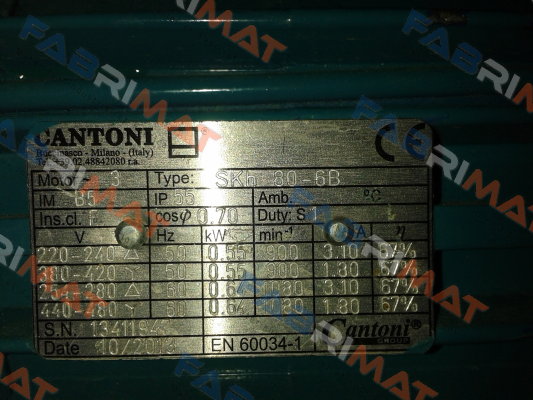 CANTONI
Milano - (Italy)
02.48842080 r.a.
Motor 3 Type: SKh 80-6B
IM B5 IP 55 Amb. °C
Ins.cl. F cosφ 0.70 Duty: S
V Hz kW min⁻¹ A η
220-240 △ 50 0.55 900 3.10 67%
380-420 50 0.55 900 1.80 67%
254-280 △ 60 0.64 1080 3.10 67%
440-480 60 0.64 1.80 67%
S.N.
Date 10/2013 EN 60034-1 Cantoni®
GROUP
CE
FABRIMAT
FABRIMAT
FABRIMAT
FABRIMAT